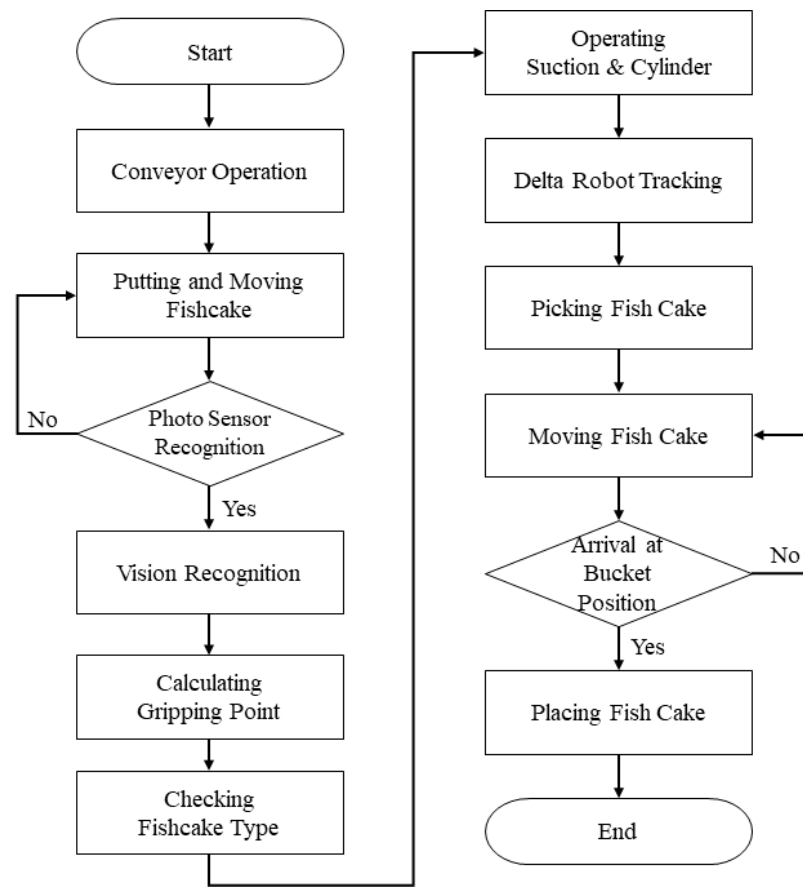 Start
Conveyor Operation
Putting and Moving
Fishcake
No
Photo Sensor
Recognition
Yes
Vision Recognition
Calculating
Gripping Point
Checking
Fishcake Type
Operating
Suction & Cylinder
Delta Robot Tracking
Picking Fish Cake
Moving Fish Cake
Arrival at
Bucket
Position
No
Yes
Placing Fish Cake
End